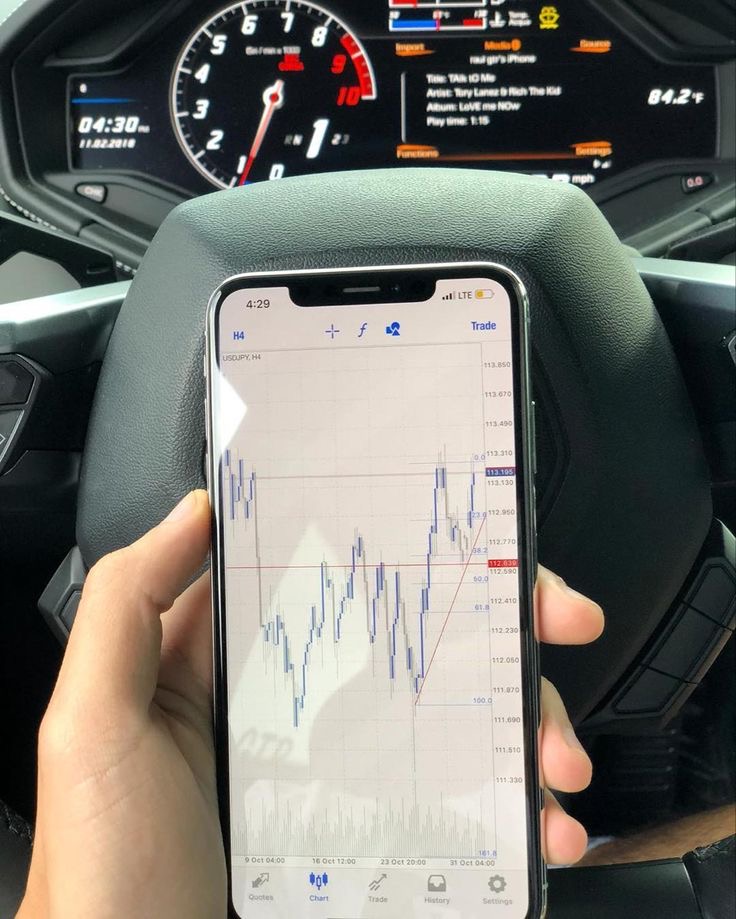 5 6 7 8
4 9
3 10
2
1 0
Import Media Source
raul gtr's iPhone
Title: TAlk tO Me
Artist: Tory Lanez & Rich The Kid
Album: LoVE me NOw
Play time: 1:15
Functions Settings
84.2 °F
6
04:30 PM
11.02.2018
R N 1 2 3
mph
0.0
4:29 LTE
H4 f Trade
USDJPY, H4
113.850
113.670
113.490
113.310
0.0
113.195
113.130
112.950
23.6
112.770
38.2
112.639
112.590
50.0
112.410
61.8
112.230
112.050
111.870
100.0
111.690
111.510
111.330
161.8
9 Oct 04:00 16 Oct 12:00 23 Oct 20:00 31 Oct 04:00
Quotes Chart Trade History Settings